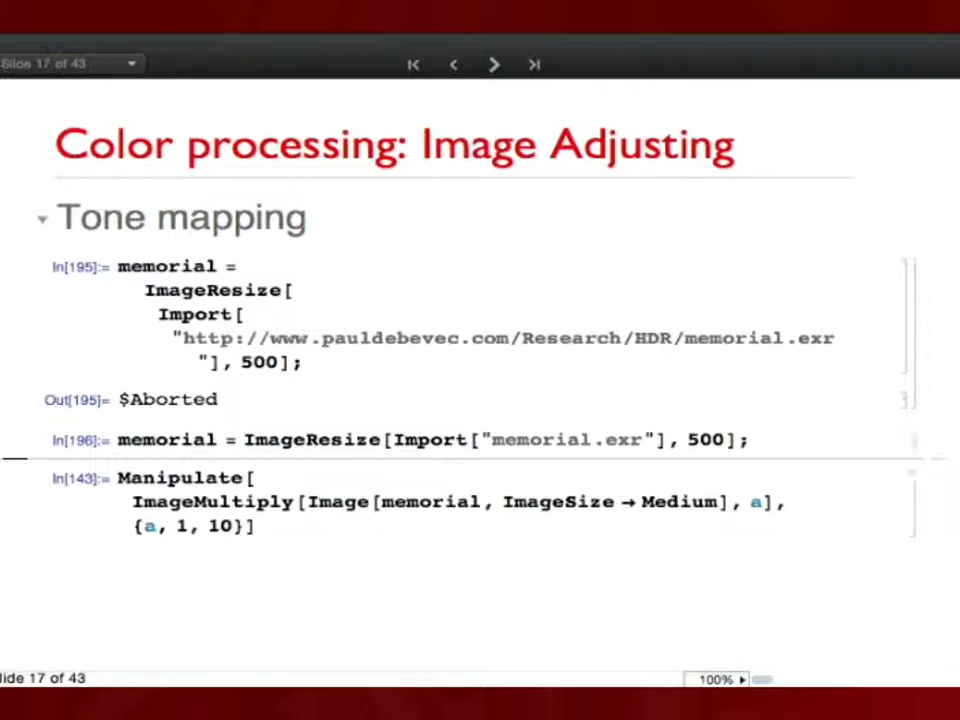 Slide 17 of 43
Color processing: Image Adjusting
Tone mapping
In[195]:= memorial =
ImageResize[
Import[
"http://www.pauldebevec.com/Research/HDR/memorial.exr
"], 500];
Out[195]= $Aborted
In[196]:= memorial = ImageResize[Import["memorial.exr"], 500];
In[143]:= Manipulate[
ImageMultiply[Image[memorial, ImageSize → Medium], a],
{a, 1, 10}]
lide 17 of 43
100%